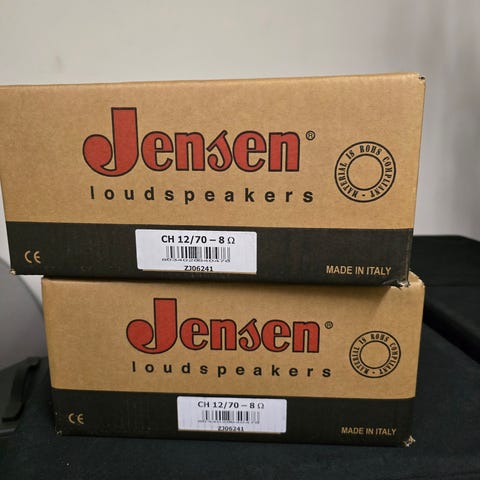 Jensen®
loudspeakers
MATERIAL IS ROHS COMPLIANT -
CE
CH 12/70 – 8 Ω
ZJ06241
MADE IN ITALY
Jensen®
loudspeakers
MATERIAL IS ROHS COMPLIANT -
CE
CH 12/70 – 8 Ω
ZJ06241
MADE IN ITALY